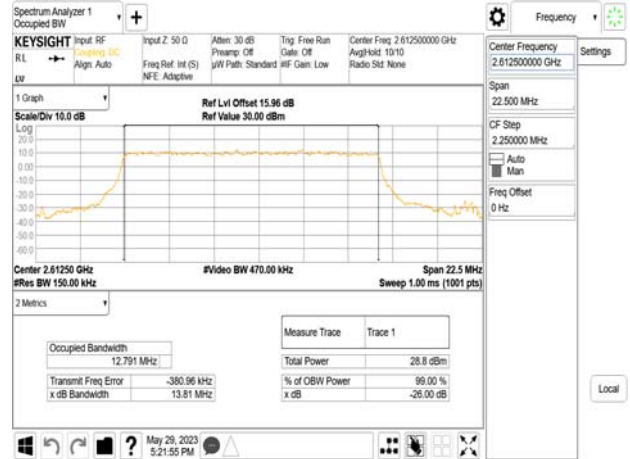 Spectrum Analyzer 1
Occupied BW
Frequency
KEYSIGHT
Input: RF
Coupling: DC
Align: Auto
Input Z: 50 Ω
Freq Ref: Int (S)
NFE: Adaptive
Atten: 30 dB
Preamp: Off
µW Path: Standard
Trig: Free Run
Gate: Off
#IF Gain: Low
Center Freq: 2.612500000 GHz
Avg|Hold: 10/10
Radio Std: None
RL
Center Frequency
2.612500000 GHz
Settings
Span
22.500 MHz
CF Step
2.250000 MHz
Auto
Man
Freq Offset
0 Hz
Local
1 Graph
Scale/Div 10.0 dB
Ref Lvl Offset 15.96 dB
Ref Value 30.00 dBm
Log
20.0
10.0
0.00
-10.0
-20.0
-30.0
-40.0
-50.0
-60.0
Center 2.61250 GHz
#Res BW 150.00 kHz
#Video BW 470.00 kHz
Span 22.5 MHz
Sweep 1.00 ms (1001 pts)
2 Metrics
Occupied Bandwidth
12.791 MHz
Transmit Freq Error -380.96 kHz
x dB Bandwidth 13.81 MHz
Measure Trace Trace 1
Total Power 28.8 dBm
% of OBW Power 99.00 %
x dB -26.00 dB
May 29, 2023
5:21:55 PM